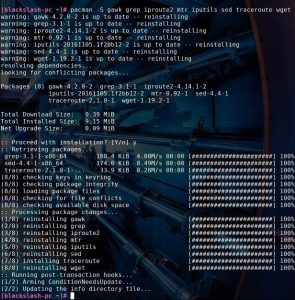 [blackslash-pc ~]# pacman -S gawk grep iproute2 mtr iputils sed traceroute wget
warning: gawk-4.2.0-2 is up to date -- reinstalling
warning: grep-3.1-1 is up to date -- reinstalling
warning: iproute2-4.14.1-2 is up to date -- reinstalling
warning: mtr-0.92-1 is up to date -- reinstalling
warning: iputils-20161105.1f2bb12-2 is up to date -- reinstalling
warning: sed-4.4-1 is up to date -- reinstalling
warning: wget-1.19.2-1 is up to date -- reinstalling
resolving dependencies...
looking for conflicting packages...
Packages (8) gawk-4.2.0-2 grep-3.1-1 iproute2-4.14.1-2
iputils-20161105.1f2bb12-2 mtr-0.92-1 sed-4.4-1
traceroute-2.1.0-1 wget-1.19.2-1
Total Download Size: 0.39 MiB
Total Installed Size: 9.15 MiB
Net Upgrade Size: 0.09 MiB
:: Proceed with installation? [Y/n] y
:: Retrieving packages...
grep-3.1-1-x86_64 188.4 KiB 4.00M/s 00:00 [######################] 100%
sed-4.4-1-x86_64 174.0 KiB 8.49M/s 00:00 [######################] 100%
traceroute-2.1.0-1-... 33.9 KiB 8.28M/s 00:00 [######################] 100%
(8/8) checking keys in keyring [######################] 100%
(8/8) checking package integrity [######################] 100%
(8/8) loading package files [######################] 100%
(8/8) checking for file conflicts [######################] 100%
(8/8) checking available disk space [######################] 100%
:: Processing package changes...
(1/8) reinstalling gawk [######################] 100%
(2/8) reinstalling grep [######################] 100%
(3/8) reinstalling iproute2 [######################] 100%
(4/8) reinstalling mtr [######################] 100%
(5/8) reinstalling iputils [######################] 100%
(6/8) reinstalling sed [######################] 100%
(7/8) installing traceroute [######################] 100%
(8/8) reinstalling wget [######################] 100%
:: Running post-transaction hooks...
(1/2) Arming ConditionNeedsUpdate...
(2/2) Updating the info directory file...
[blackslash-pc ~]#